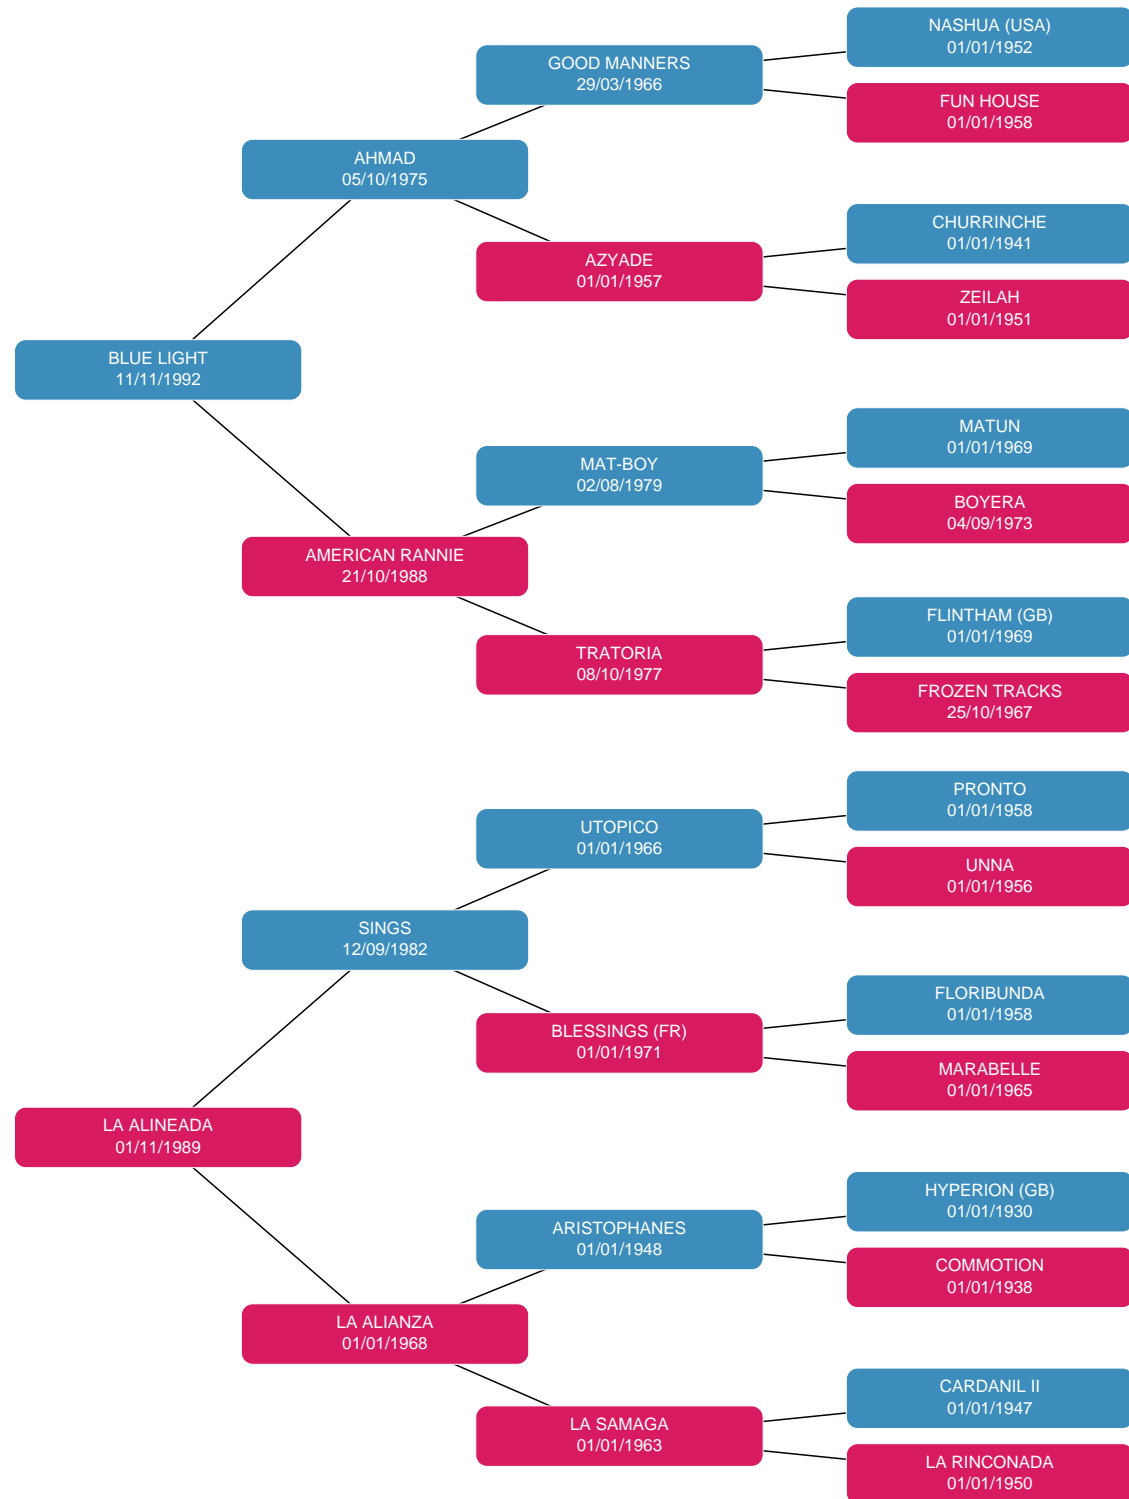 NASHUA (USA)
01/01/1952
GOOD MANNERS
29/03/1966
FUN HOUSE
01/01/1958
AHMAD
05/10/1975
CHURRINCHE
01/01/1941
AZYADE
01/01/1957
ZEILAH
01/01/1951
BLUE LIGHT
11/11/1992
MATUN
01/01/1969
MAT-BOY
02/08/1979
BOYERA
04/09/1973
AMERICAN RANNIE
21/10/1988
FLINTHAM (GB)
01/01/1969
TRATORIA
08/10/1977
FROZEN TRACKS
25/10/1967
PRONTO
01/01/1958
UTOPICO
01/01/1966
UNNA
01/01/1956
SINGS
12/09/1982
FLORIBUNDA
01/01/1958
BLESSINGS (FR)
01/01/1971
MARABELLE
01/01/1965
LA ALINEADA
01/11/1989
HYPERION (GB)
01/01/1930
ARISTOPHANES
01/01/1948
COMMOTION
01/01/1938
LA ALIANZA
01/01/1968
CARDANIL II
01/01/1947
LA SAMAGA
01/01/1963
LA RINCONADA
01/01/1950